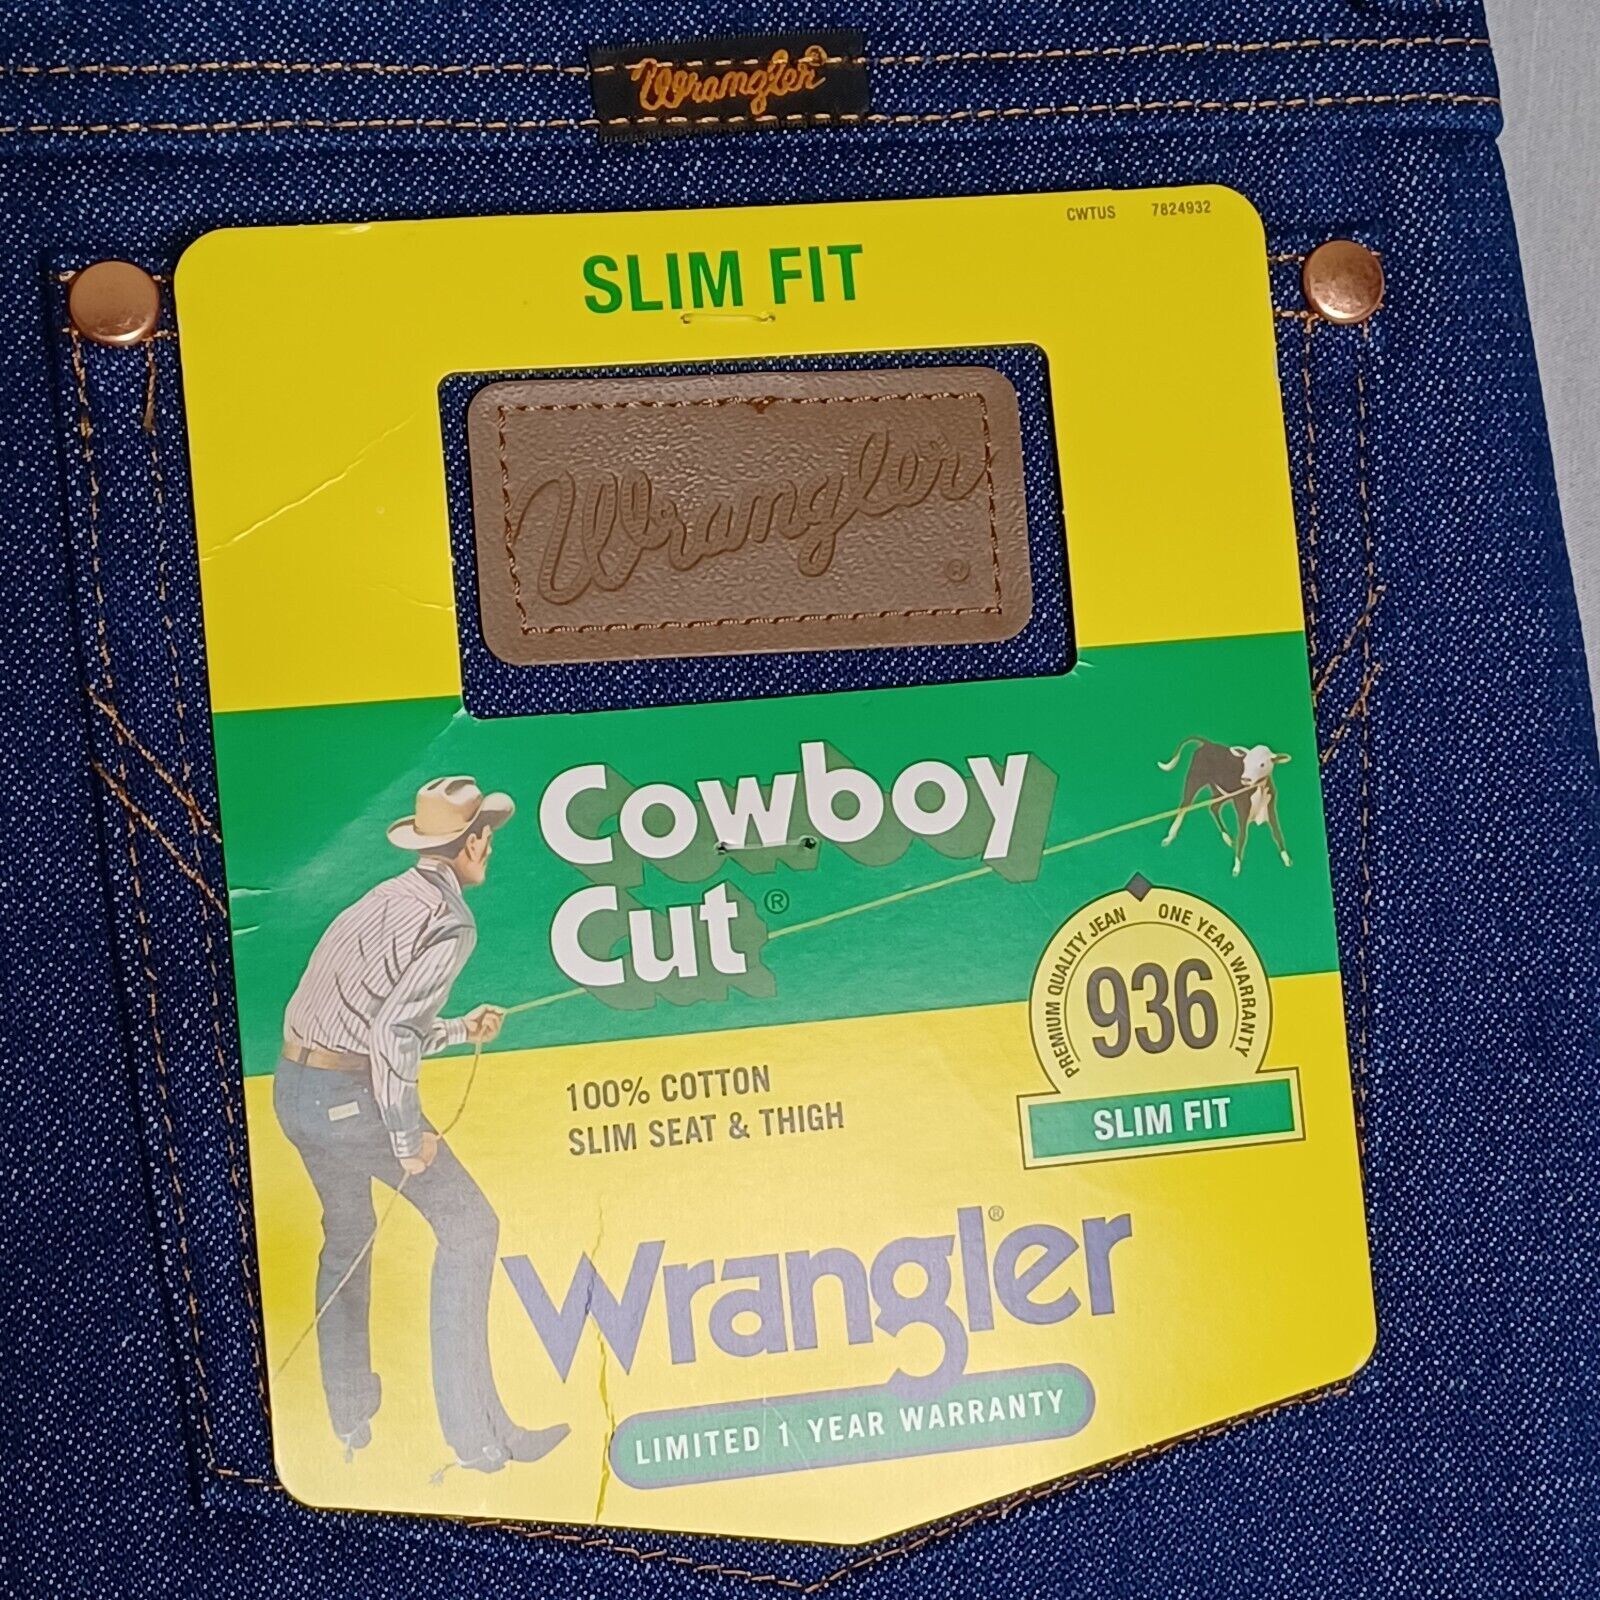 Wrangler®
CWTUS 7824932
SLIM FIT
Wrangler
®
Cowboy
Cut®
PREMIUM QUALITY JEAN ONE YEAR WARRANTY
936
SLIM FIT
100% COTTON
SLIM SEAT & THIGH
Wrangler®
LIMITED 1 YEAR WARRANTY